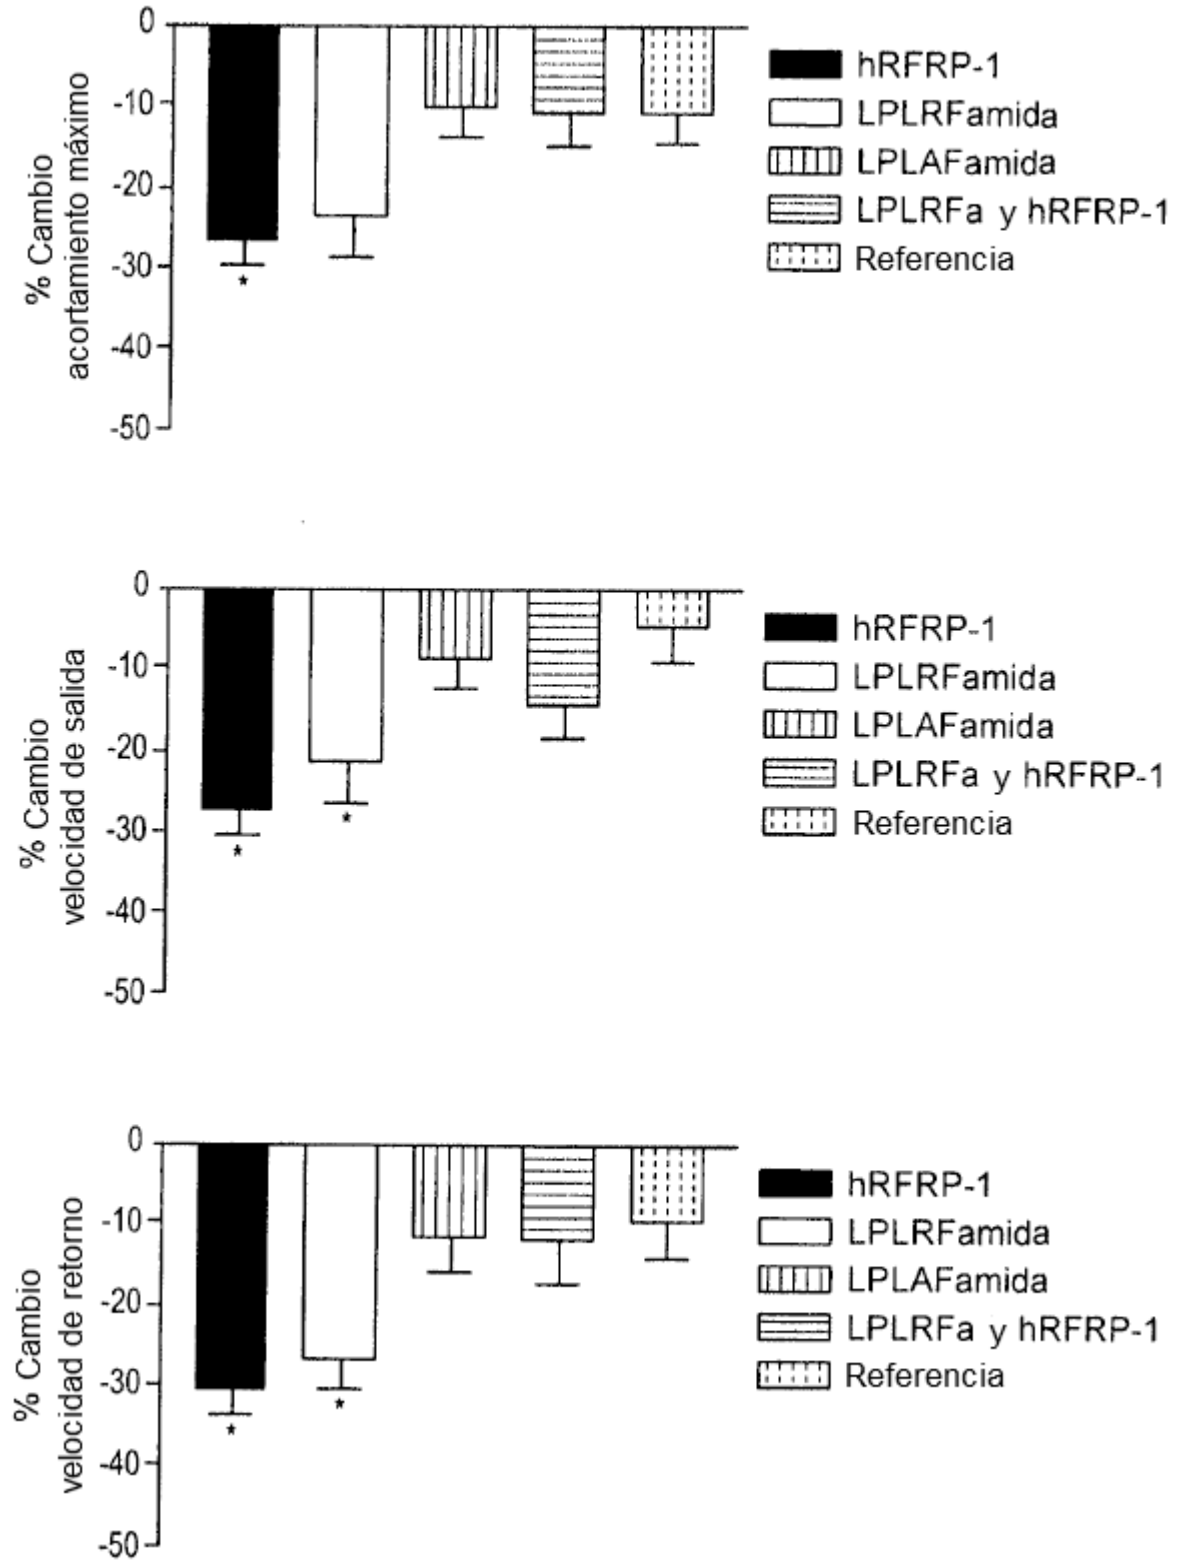 0
-10
-20
-30
-40
-50
% Cambio
acortamiento máximo
*
hRFRP-1
LPLRFamida
LPLAFamida
LPLRFa y hRFRP-1
Referencia
0
-10
-20
-30
-40
-50
% Cambio
velocidad de salida
*
*
hRFRP-1
LPLRFamida
LPLAFamida
LPLRFa y hRFRP-1
Referencia
0
-10
-20
-30
-40
-50
% Cambio
velocidad de retorno
*
*
hRFRP-1
LPLRFamida
LPLAFamida
LPLRFa y hRFRP-1
Referencia